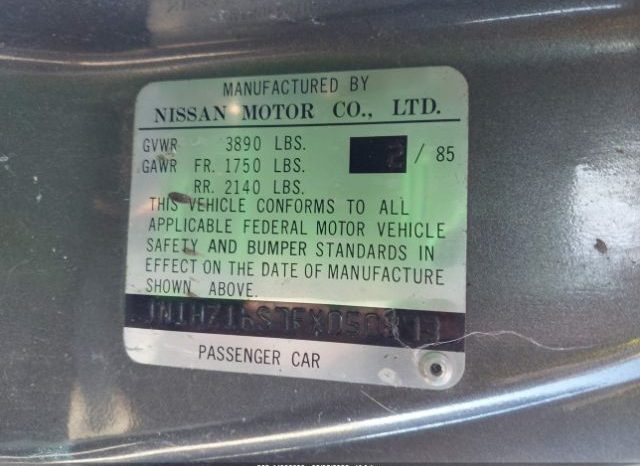 MANUFACTURED BY
NISSAN MOTOR CO., LTD.
GVWR 3890 LBS. 2 / 85
GAWR FR. 1750 LBS.
RR. 2140 LBS.
THIS VEHICLE CONFORMS TO ALL
APPLICABLE FEDERAL MOTOR VEHICLE
SAFETY AND BUMPER STANDARDS IN
EFFECT ON THE DATE OF MANUFACTURE
SHOWN ABOVE.
PASSENGER CAR